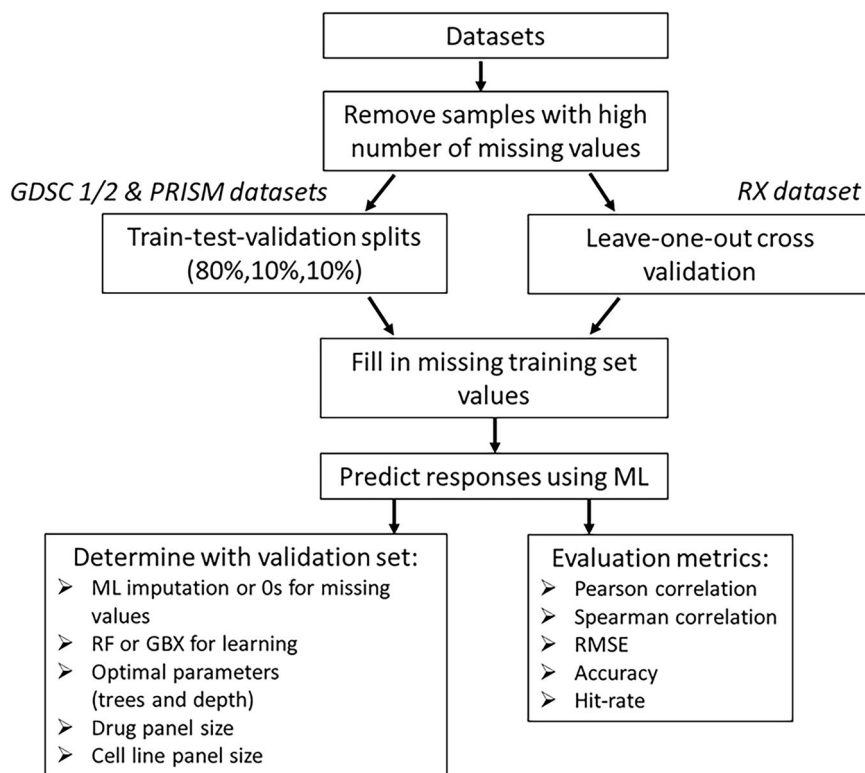 Datasets
Remove samples with high
number of missing values
GDSC 1/2 & PRISM datasets
RX dataset
Train-test-validation splits
(80%,10%,10%)
Leave-one-out cross
validation
Fill in missing training set
values
Predict responses using ML
Determine with validation set:
➢ ML imputation or 0s for missing
values
➢ RF or GBX for learning
➢ Optimal parameters
(trees and depth)
➢ Drug panel size
➢ Cell line panel size
Evaluation metrics:
➢ Pearson correlation
➢ Spearman correlation
➢ RMSE
➢ Accuracy
➢ Hit-rate